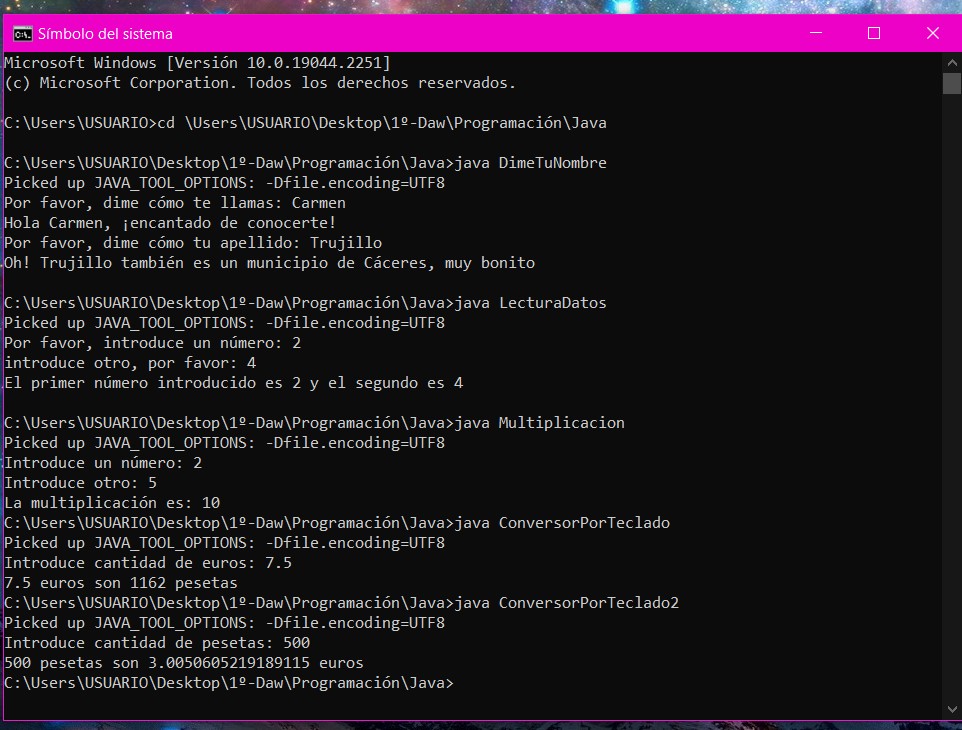 Símbolo del sistema
Microsoft Windows [Versión 10.0.19044.2251]
(c) Microsoft Corporation. Todos los derechos reservados.
C:\Users\USUARIO>cd \Users\USUARIO\Desktop\1º-Daw\Programación\Java
C:\Users\USUARIO\Desktop\1º-Daw\Programación\Java>java DimeTuNombre
Picked up JAVA_TOOL_OPTIONS: -Dfile.encoding=UTF8
Por favor, dime cómo te llamas: Carmen
Hola Carmen, ¡encantado de conocerte!
Por favor, dime cómo tu apellido: Trujillo
Oh! Trujillo también es un municipio de Cáceres, muy bonito
C:\Users\USUARIO\Desktop\1º-Daw\Programación\Java>java LecturaDatos
Picked up JAVA_TOOL_OPTIONS: -Dfile.encoding=UTF8
Por favor, introduce un número: 2
introduce otro, por favor: 4
El primer número introducido es 2 y el segundo es 4
C:\Users\USUARIO\Desktop\1º-Daw\Programación\Java>java Multiplicacion
Picked up JAVA_TOOL_OPTIONS: -Dfile.encoding=UTF8
Introduce un número: 2
Introduce otro: 5
La multiplicación es: 10
C:\Users\USUARIO\Desktop\1º-Daw\Programación\Java>java ConversorPorTeclado
Picked up JAVA_TOOL_OPTIONS: -Dfile.encoding=UTF8
Introduce cantidad de euros: 7.5
7.5 euros son 1162 pesetas
C:\Users\USUARIO\Desktop\1º-Daw\Programación\Java>java ConversorPorTeclado2
Picked up JAVA_TOOL_OPTIONS: -Dfile.encoding=UTF8
Introduce cantidad de pesetas: 500
500 pesetas son 3.0050605219189115 euros
C:\Users\USUARIO\Desktop\1º-Daw\Programación\Java>